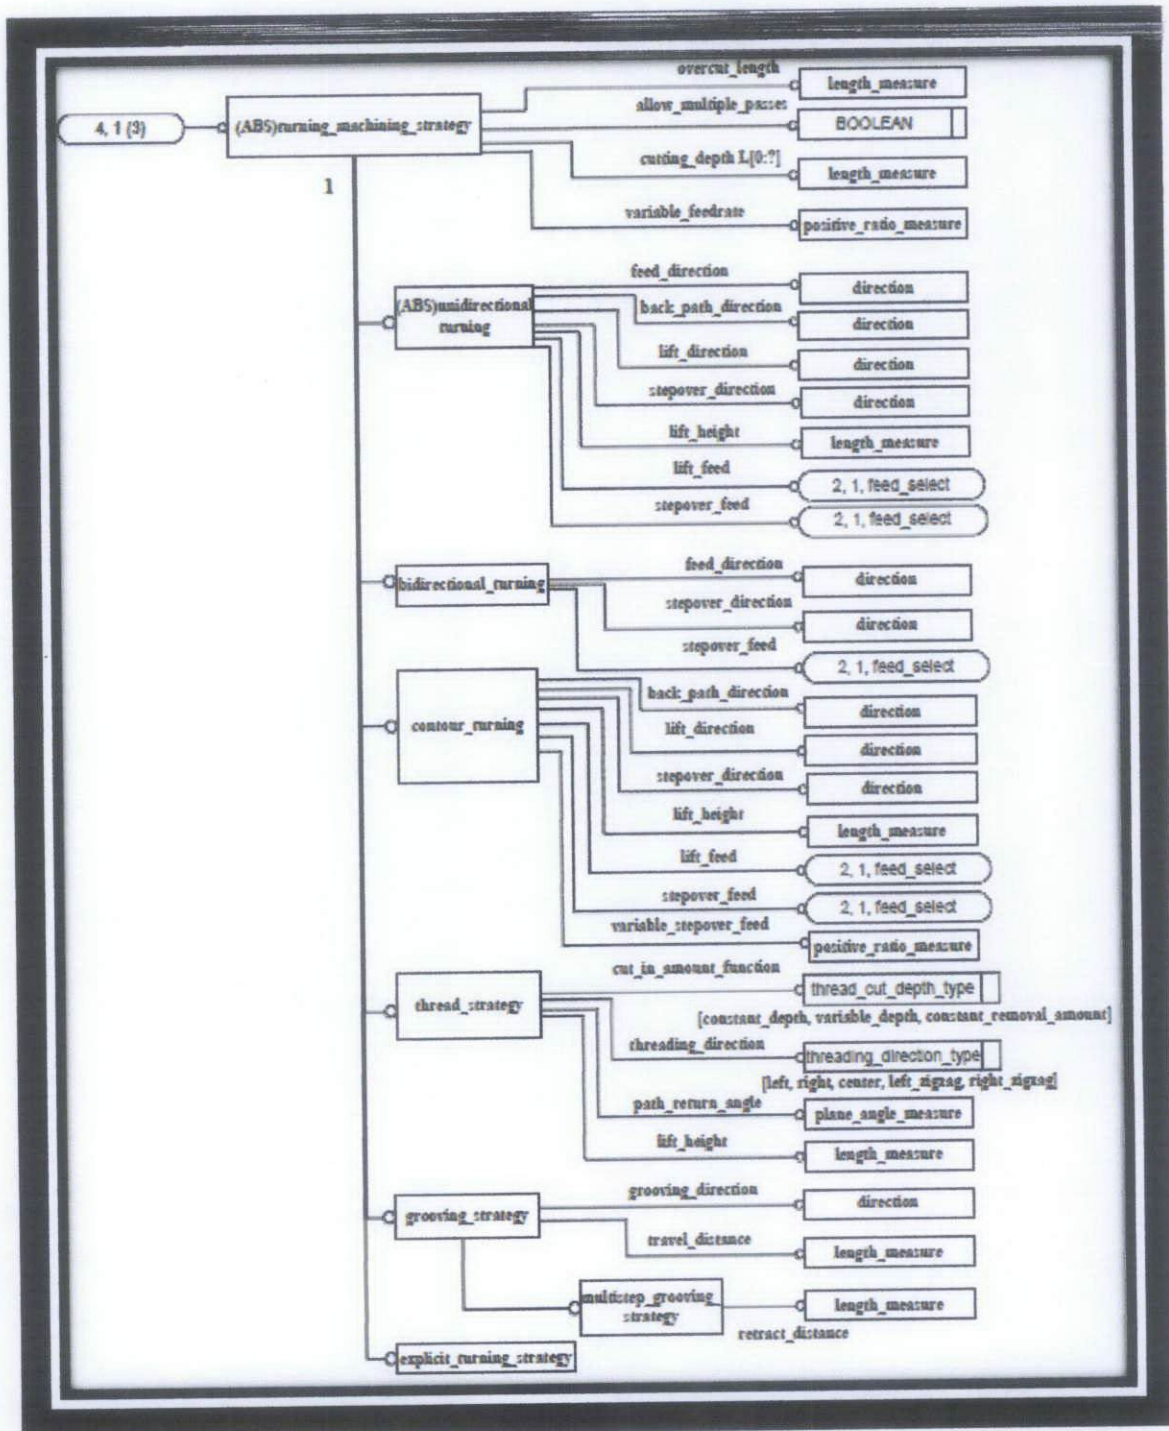 overcut_length
length_measure
4, 1 (3)
(ABS)turning_machining_strategy
allow_multiple_passes
BOOLEAN
cutting_depth L[0:?]
length_measure
1
variable_feedrate
positive_ratio_measure
feed_direction
direction
(ABS)unidirectional
turning
back_path_direction
direction
lift_direction
direction
stepover_direction
direction
lift_height
length_measure
lift_feed
2, 1, feed_select
stepover_feed
2, 1, feed_select
bidirectional_turning
feed_direction
direction
stepover_direction
direction
stepover_feed
2, 1, feed_select
contour_turning
back_path_direction
direction
lift_direction
direction
stepover_direction
direction
lift_height
length_measure
lift_feed
2, 1, feed_select
stepover_feed
2, 1, feed_select
variable_stepover_feed
positive_ratio_measure
thread_strategy
cut_in_amount_function
thread_cut_depth_type
[constant_depth, variable_depth, constant_removal_amount]
threading_direction
threading_direction_type
[left, right, center, left_zigzag, right_zigzag]
path_return_angle
plane_angle_measure
lift_height
length_measure
grooving_strategy
grooving_direction
direction
travel_distance
length_measure
multistep_grooving_
strategy
length_measure
retract_distance
explicit_turning_strategy